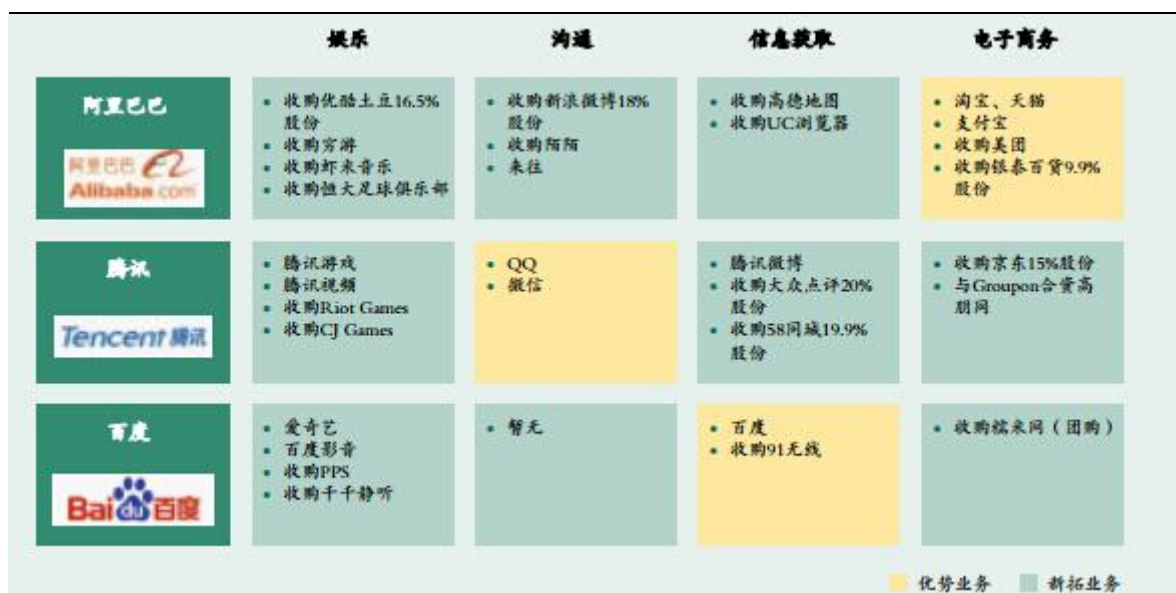 娱乐
沟通
信息获取
电子商务
阿里巴巴
阿里巴巴
Alibaba.com
• 收购优酷土豆16.5%
股份
• 收购穷游
• 收购虾米音乐
• 收购恒大足球俱乐部
• 收购新浪微博18%
股份
• 收购陌陌
• 来往
• 收购高德地图
• 收购UC浏览器
• 淘宝、天猫
• 支付宝
• 收购美团
• 收购银泰百货9.9%
股份
腾讯
Tencent 腾讯
• 腾讯游戏
• 腾讯视频
• 收购Riot Games
• 收购CJ Games
• QQ
• 微信
• 腾讯微博
• 收购大众点评20%
股份
• 收购58同城19.9%
股份
• 收购京东15%股份
• 与Groupon合资高
朋网
百度
Bai du 百度
• 爱奇艺
• 百度影音
• 收购PPS
• 收购千千静听
• 暂无
• 百度
• 收购91无线
• 收购糯米网（团购）
优势业务
新拓业务